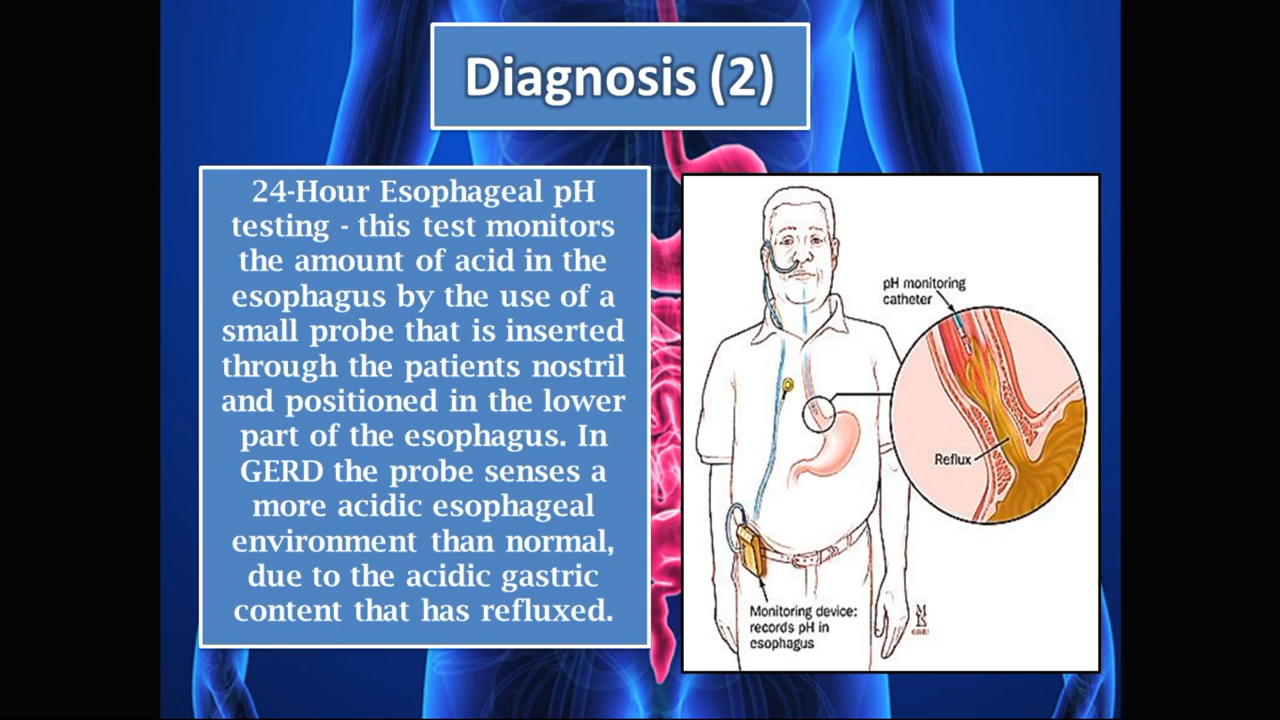 Diagnosis (2)
24-Hour Esophageal pH
testing - this test monitors
the amount of acid in the
esophagus by the use of a
small probe that is inserted
through the patients nostril
and positioned in the lower
part of the esophagus. In
GERD the probe senses a
more acidic esophageal
environment than normal,
due to the acidic gastric
content that has refluxed.
pH monitoring
catheter
Reflux
Monitoring device:
records pH in
esophagus